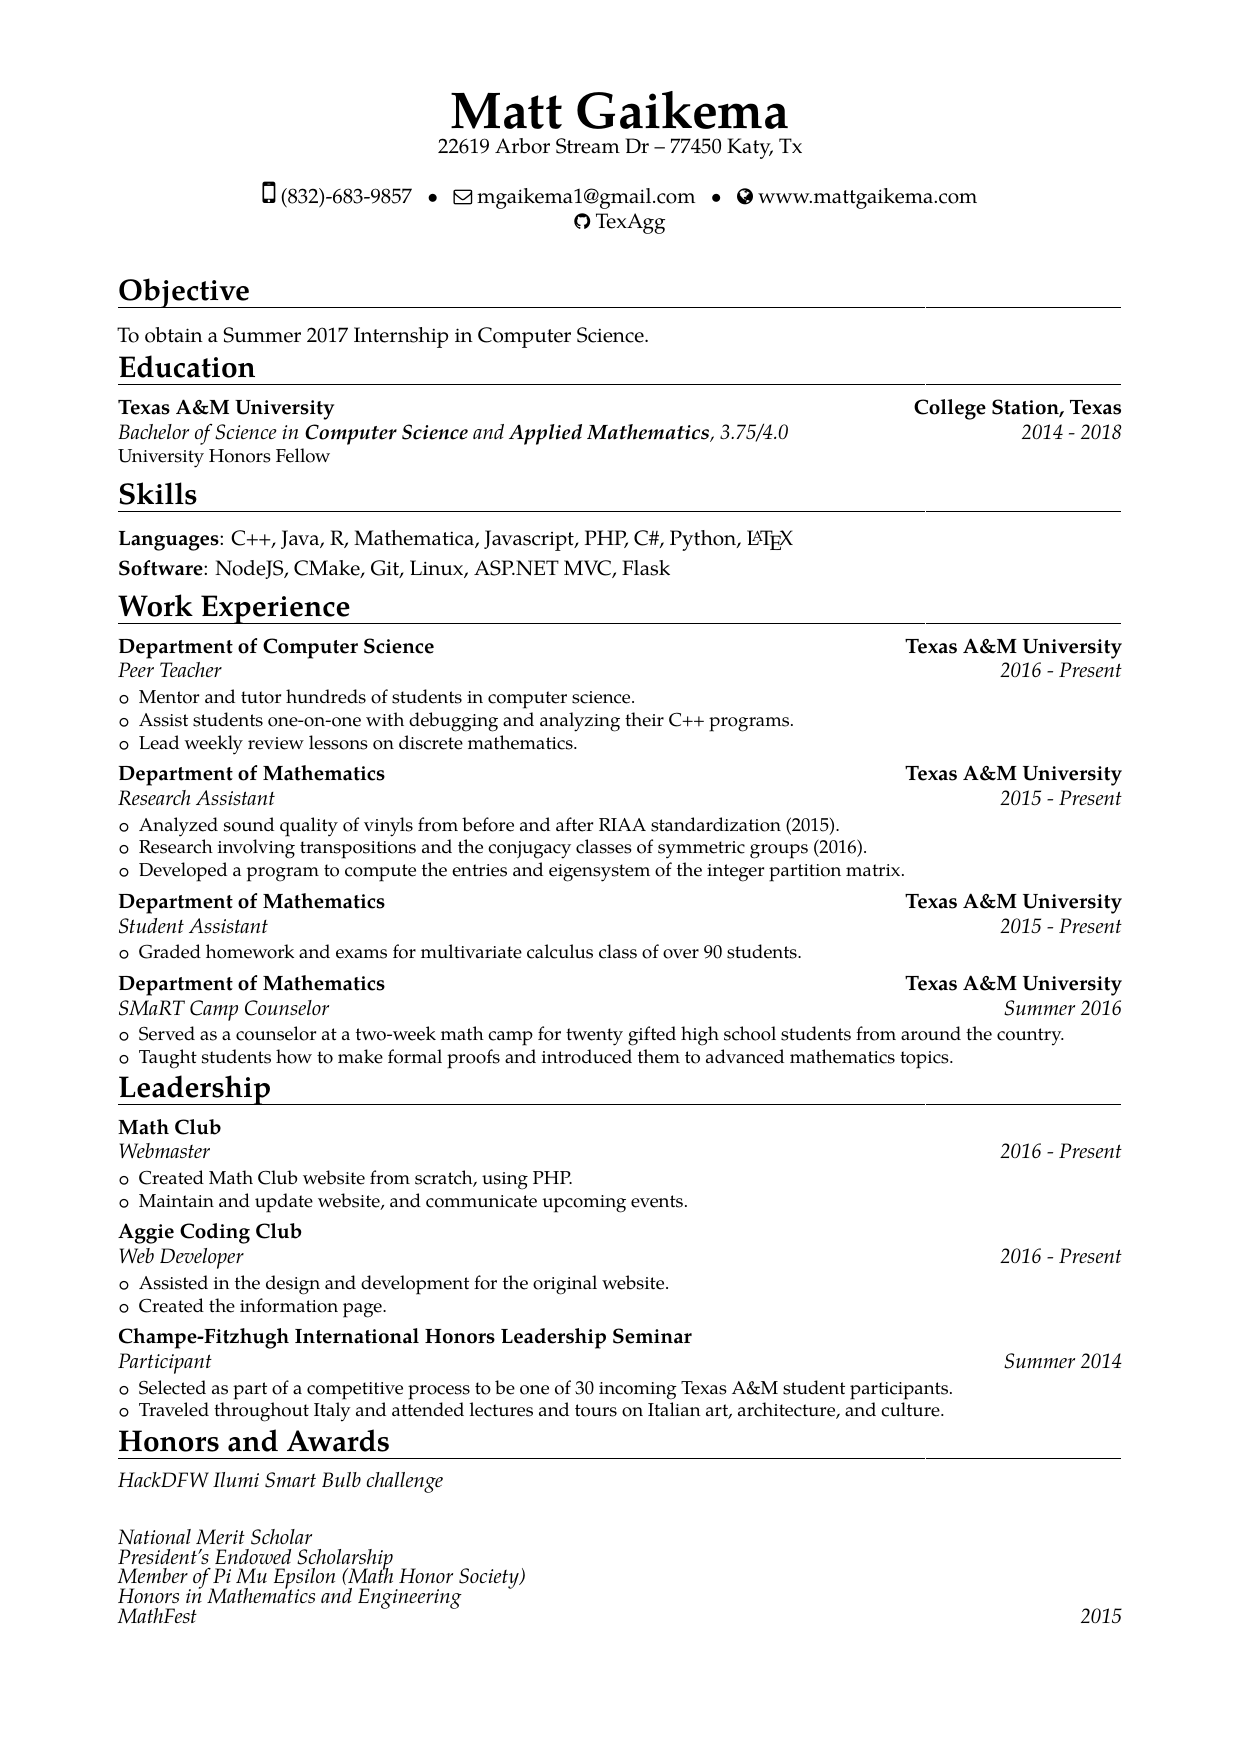 Matt Gaikema
22619 Arbor Stream Dr – 77450 Katy, Tx
(832)-683-9857 • mgaikema1@gmail.com • www.mattgaikema.com
TexAgg
Objective
To obtain a Summer 2017 Internship in Computer Science.
Education
Texas A&M University College Station, Texas
Bachelor of Science in Computer Science and Applied Mathematics, 3.75/4.0 2014 - 2018
University Honors Fellow
Skills
Languages: C++, Java, R, Mathematica, Javascript, PHP, C#, Python, LATEX
Software: NodeJS, CMake, Git, Linux, ASP.NET MVC, Flask
Work Experience
Department of Computer Science Texas A&M University
Peer Teacher 2016 - Present
o Mentor and tutor hundreds of students in computer science.
o Assist students one-on-one with debugging and analyzing their C++ programs.
o Lead weekly review lessons on discrete mathematics.
Department of Mathematics Texas A&M University
Research Assistant 2015 - Present
o Analyzed sound quality of vinyls from before and after RIAA standardization (2015).
o Research involving transpositions and the conjugacy classes of symmetric groups (2016).
o Developed a program to compute the entries and eigensystem of the integer partition matrix.
Department of Mathematics Texas A&M University
Student Assistant 2015 - Present
o Graded homework and exams for multivariate calculus class of over 90 students.
Department of Mathematics Texas A&M University
SMaRT Camp Counselor Summer 2016
o Served as a counselor at a two-week math camp for twenty gifted high school students from around the country.
o Taught students how to make formal proofs and introduced them to advanced mathematics topics.
Leadership
Math Club
Webmaster 2016 - Present
o Created Math Club website from scratch, using PHP.
o Maintain and update website, and communicate upcoming events.
Aggie Coding Club
Web Developer 2016 - Present
o Assisted in the design and development for the original website.
o Created the information page.
Champe-Fitzhugh International Honors Leadership Seminar
Participant Summer 2014
o Selected as part of a competitive process to be one of 30 incoming Texas A&M student participants.
o Traveled throughout Italy and attended lectures and tours on Italian art, architecture, and culture.
Honors and Awards
HackDFW Ilumi Smart Bulb challenge
National Merit Scholar
President's Endowed Scholarship
Member of Pi Mu Epsilon (Math Honor Society)
Honors in Mathematics and Engineering
MathFest 2015